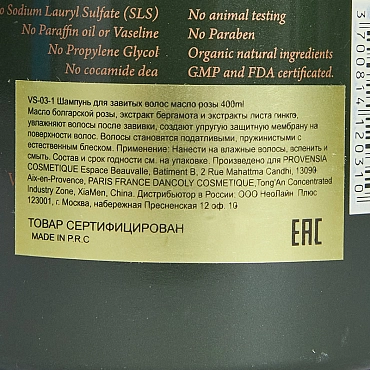 No Sodium Lauryl Sulfate (SLS) No animal testing
No Paraffin oil or Vaseline No Paraben
No Propylene Glycol Organic natural ingredients
No cocamide dea GMP and FDA certificated.
VS-03-1 Шампунь для завитых волос масло розы 400ml
Масло болгарской розы, экстракт бергамота и экстракты листа гинкго,
увлажняют волосы после завивки, создают упругую защитную мембрану на
поверхности волос. Волосы становятся податливыми, пружинистыми с
естественным блеском. Применение: Нанести на влажные волосы, вспенить и
смыть. Состав и срок годности см. на упаковке. Произведено для PROVENSIA
COSMETIQUE Espace Beauvalle, Batiment B, 2 Rue Mahattma Candhi, 13099
Aix-en-Provence, PARIS FRANCE DANCOLY COSMETIQUE,Tong'An Concentrated
Industry Zone, XiaMen, China. Дистрибьютор в России: ООО НеоЛайн Плюс
123001, г. Москва, набережная Пресненская 12 оф. 10
ТОВАР СЕРТИФИЦИРОВАН
MADE IN P.R.C
EAC
3 700814 120310